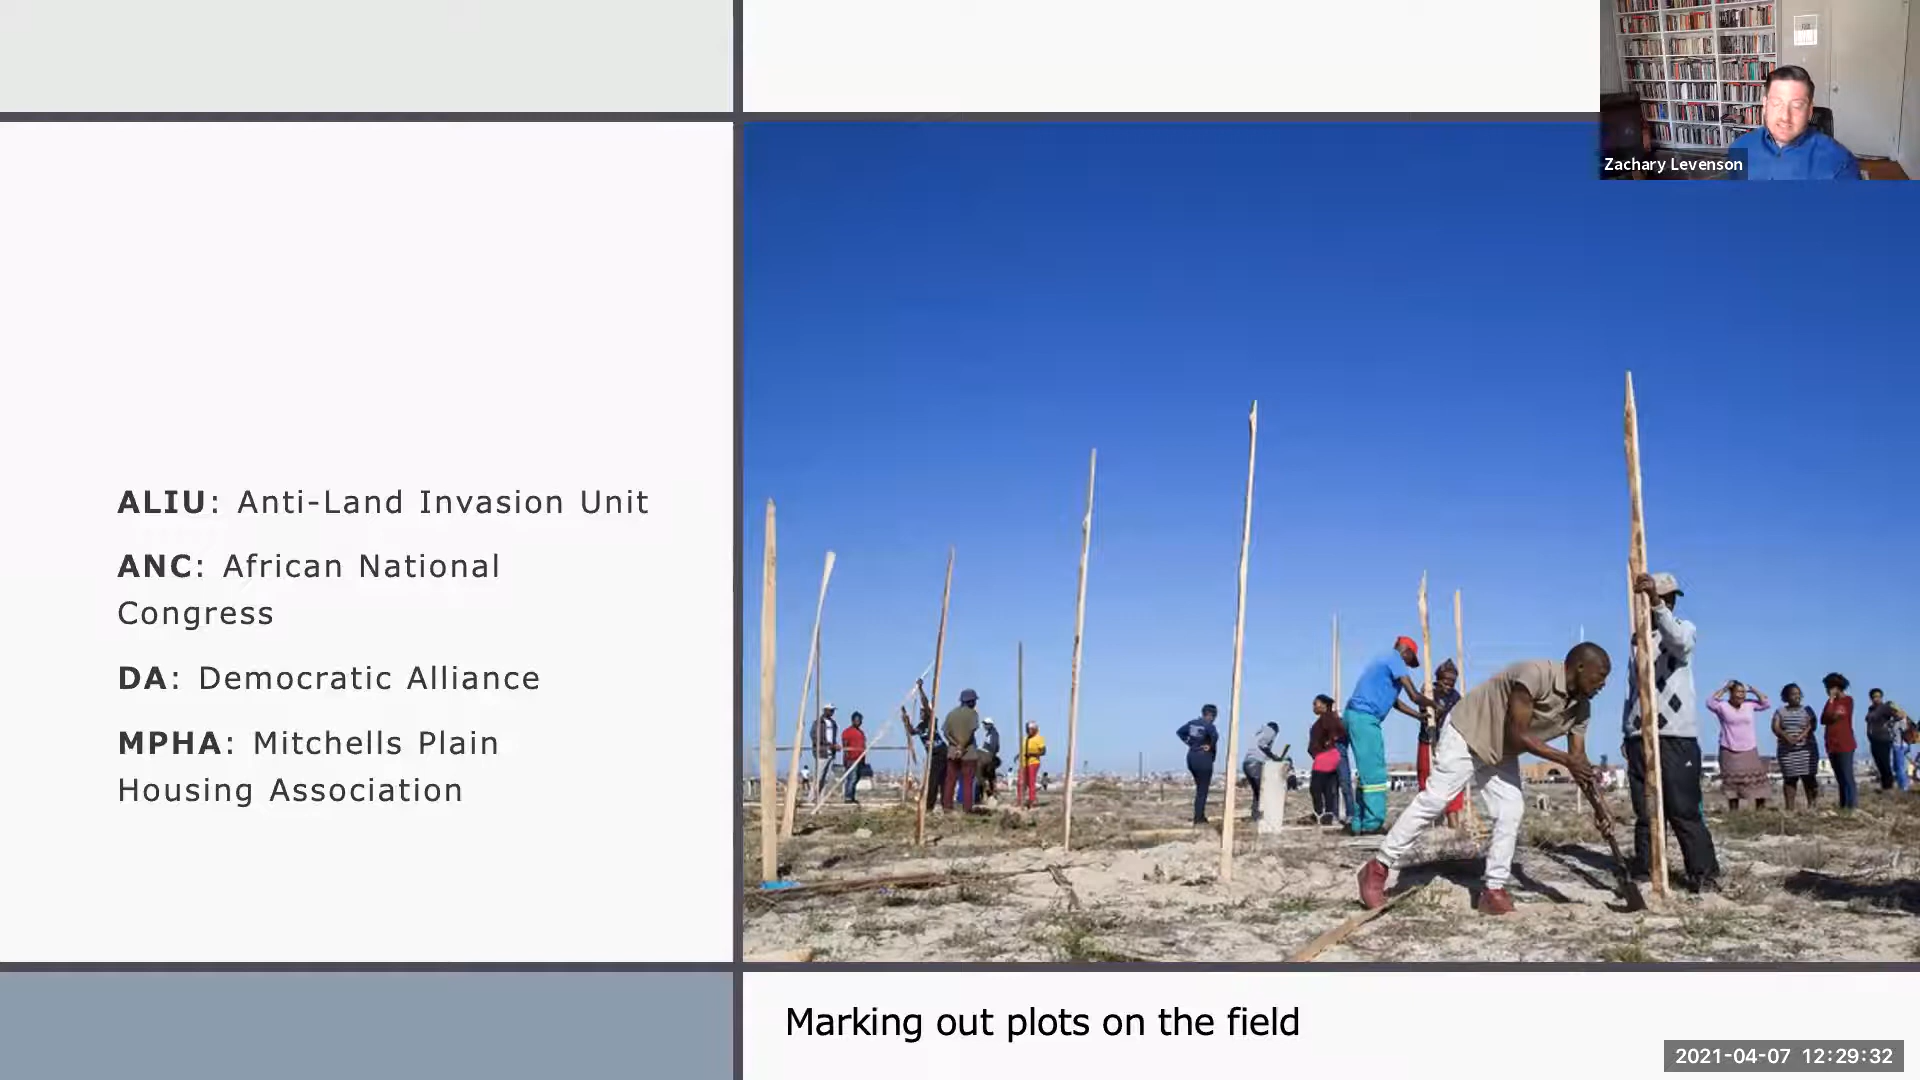 Zachary Levenson
ALIU: Anti-Land Invasion Unit
ANC: African National
Congress
DA: Democratic Alliance
MPHA: Mitchells Plain
Housing Association
Marking out plots on the field
2021-04-07 12:29:32